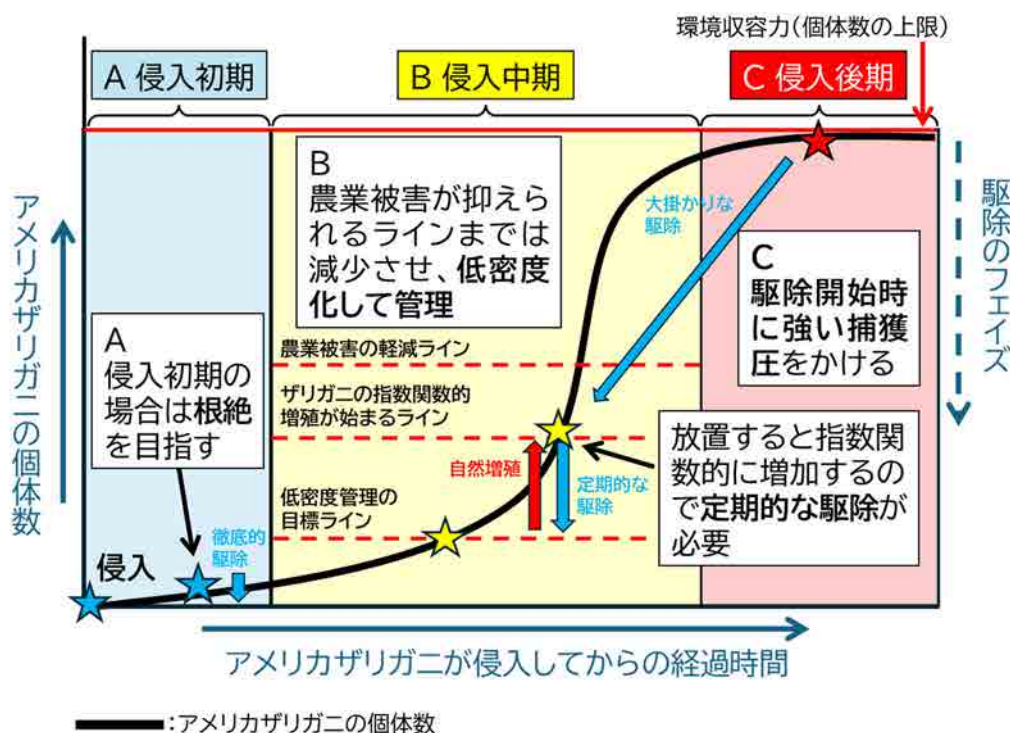 環境収容力(個体数の上限)
A 侵入初期
B 侵入中期
C 侵入後期
アメリカザリガニの個体数
駆除のフェイズ
B
農業被害が抑えら
れるラインまでは
減少させ、低密度
化して管理
大掛かりな
駆除
C
駆除開始時
に強い捕獲
圧をかける
A
侵入初期の
場合は根絶
を目指す
農業被害の軽減ライン
ザリガニの指数関数的
増殖が始まるライン
自然増殖
定期的な
駆除
放置すると指数関
数的に増加するの
で定期的な駆除が
必要
低密度管理の
目標ライン
侵入
徹底的
駆除
アメリカザリガニが侵入してからの経過時間
:アメリカザリガニの個体数